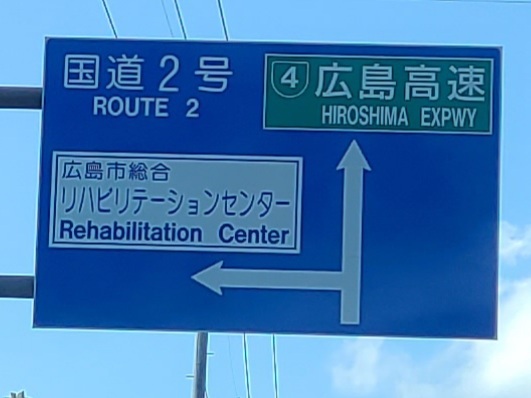 国道2号
ROUTE 2
4 広島高速
HIROSHIMA EXPWY
広島市総合
リハビリテーションセンター
Rehabilitation Center